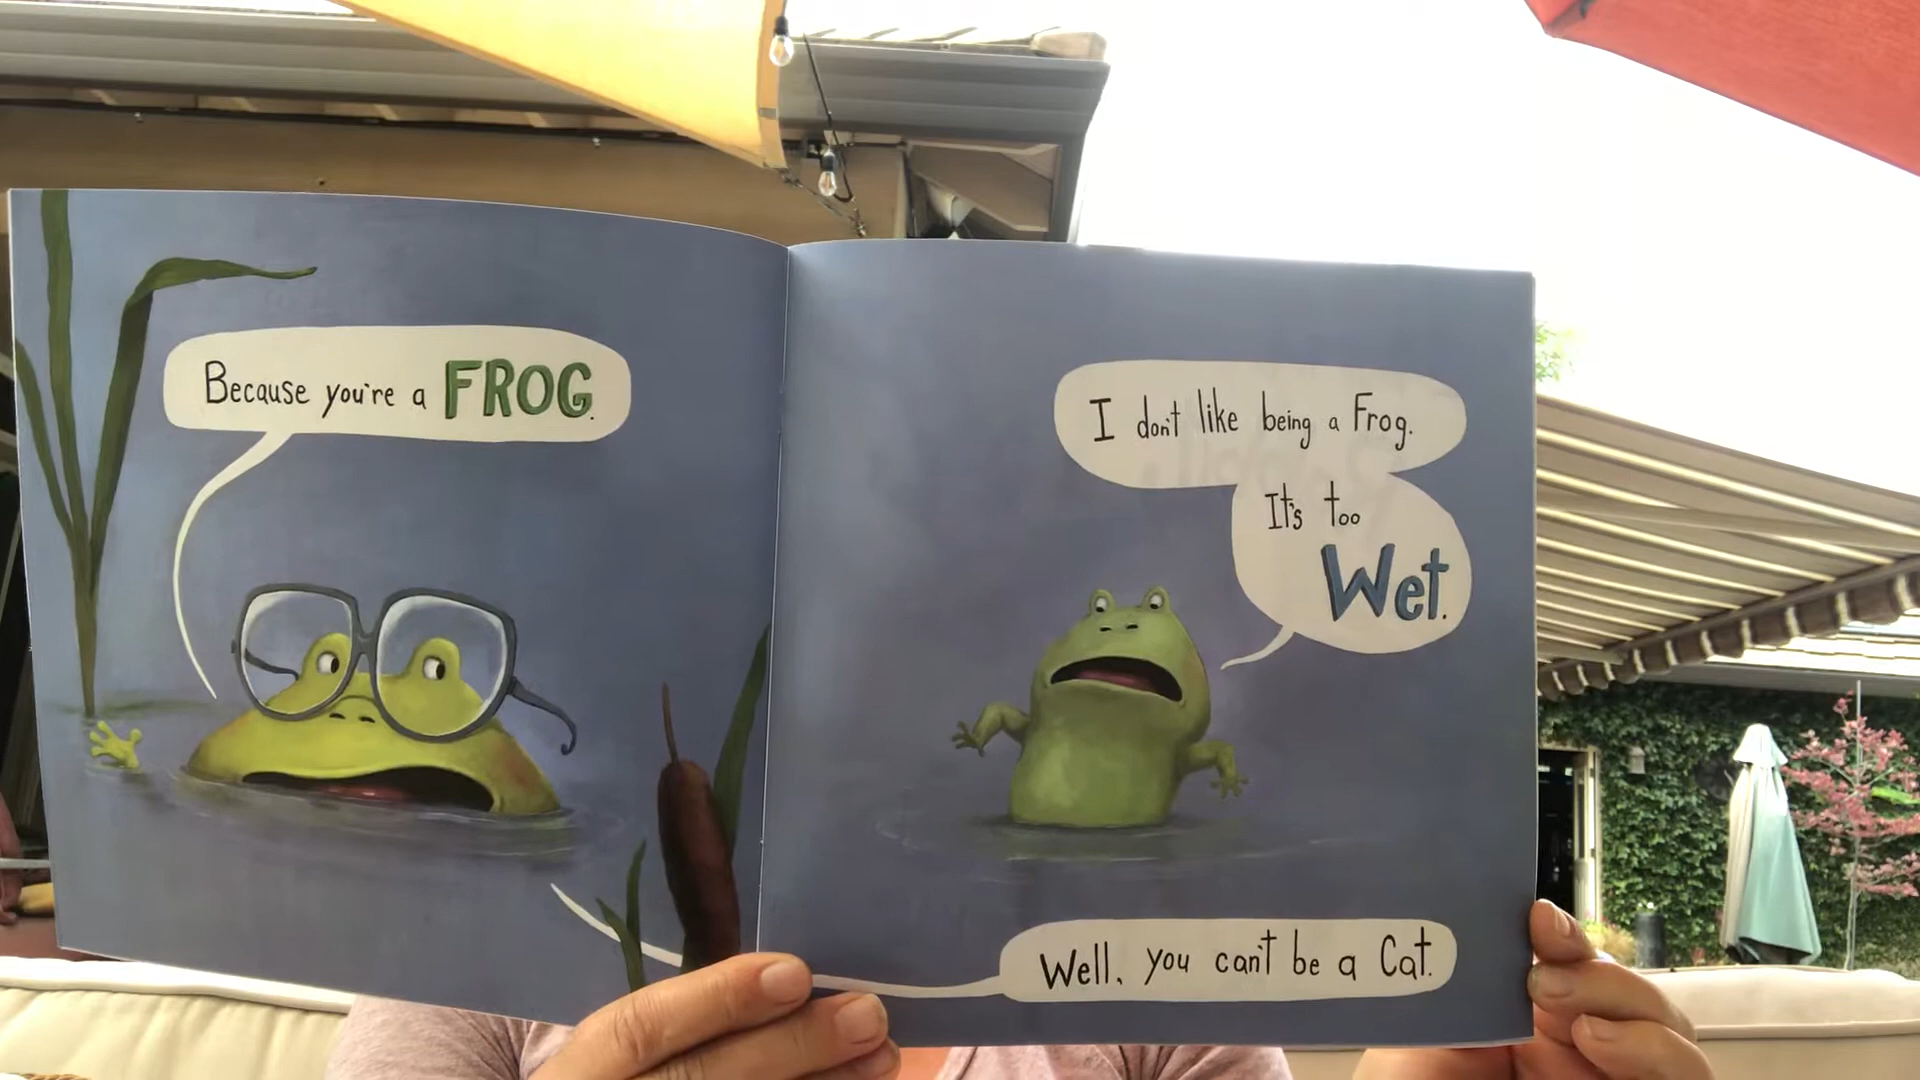 Because you're a FROG.
I don't like being a Frog.
It's too
Wet.
Well, you can't be a Cat.